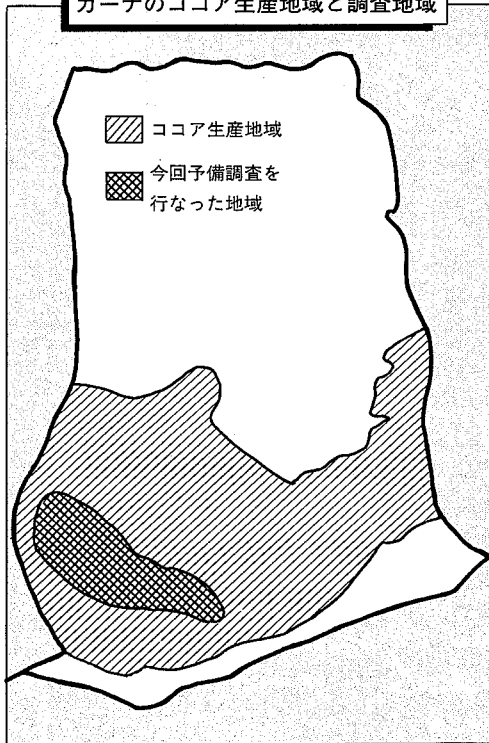 ガーナのココア生産地域と調査地域
ココア生産地域
今回予備調査を
行なった地域